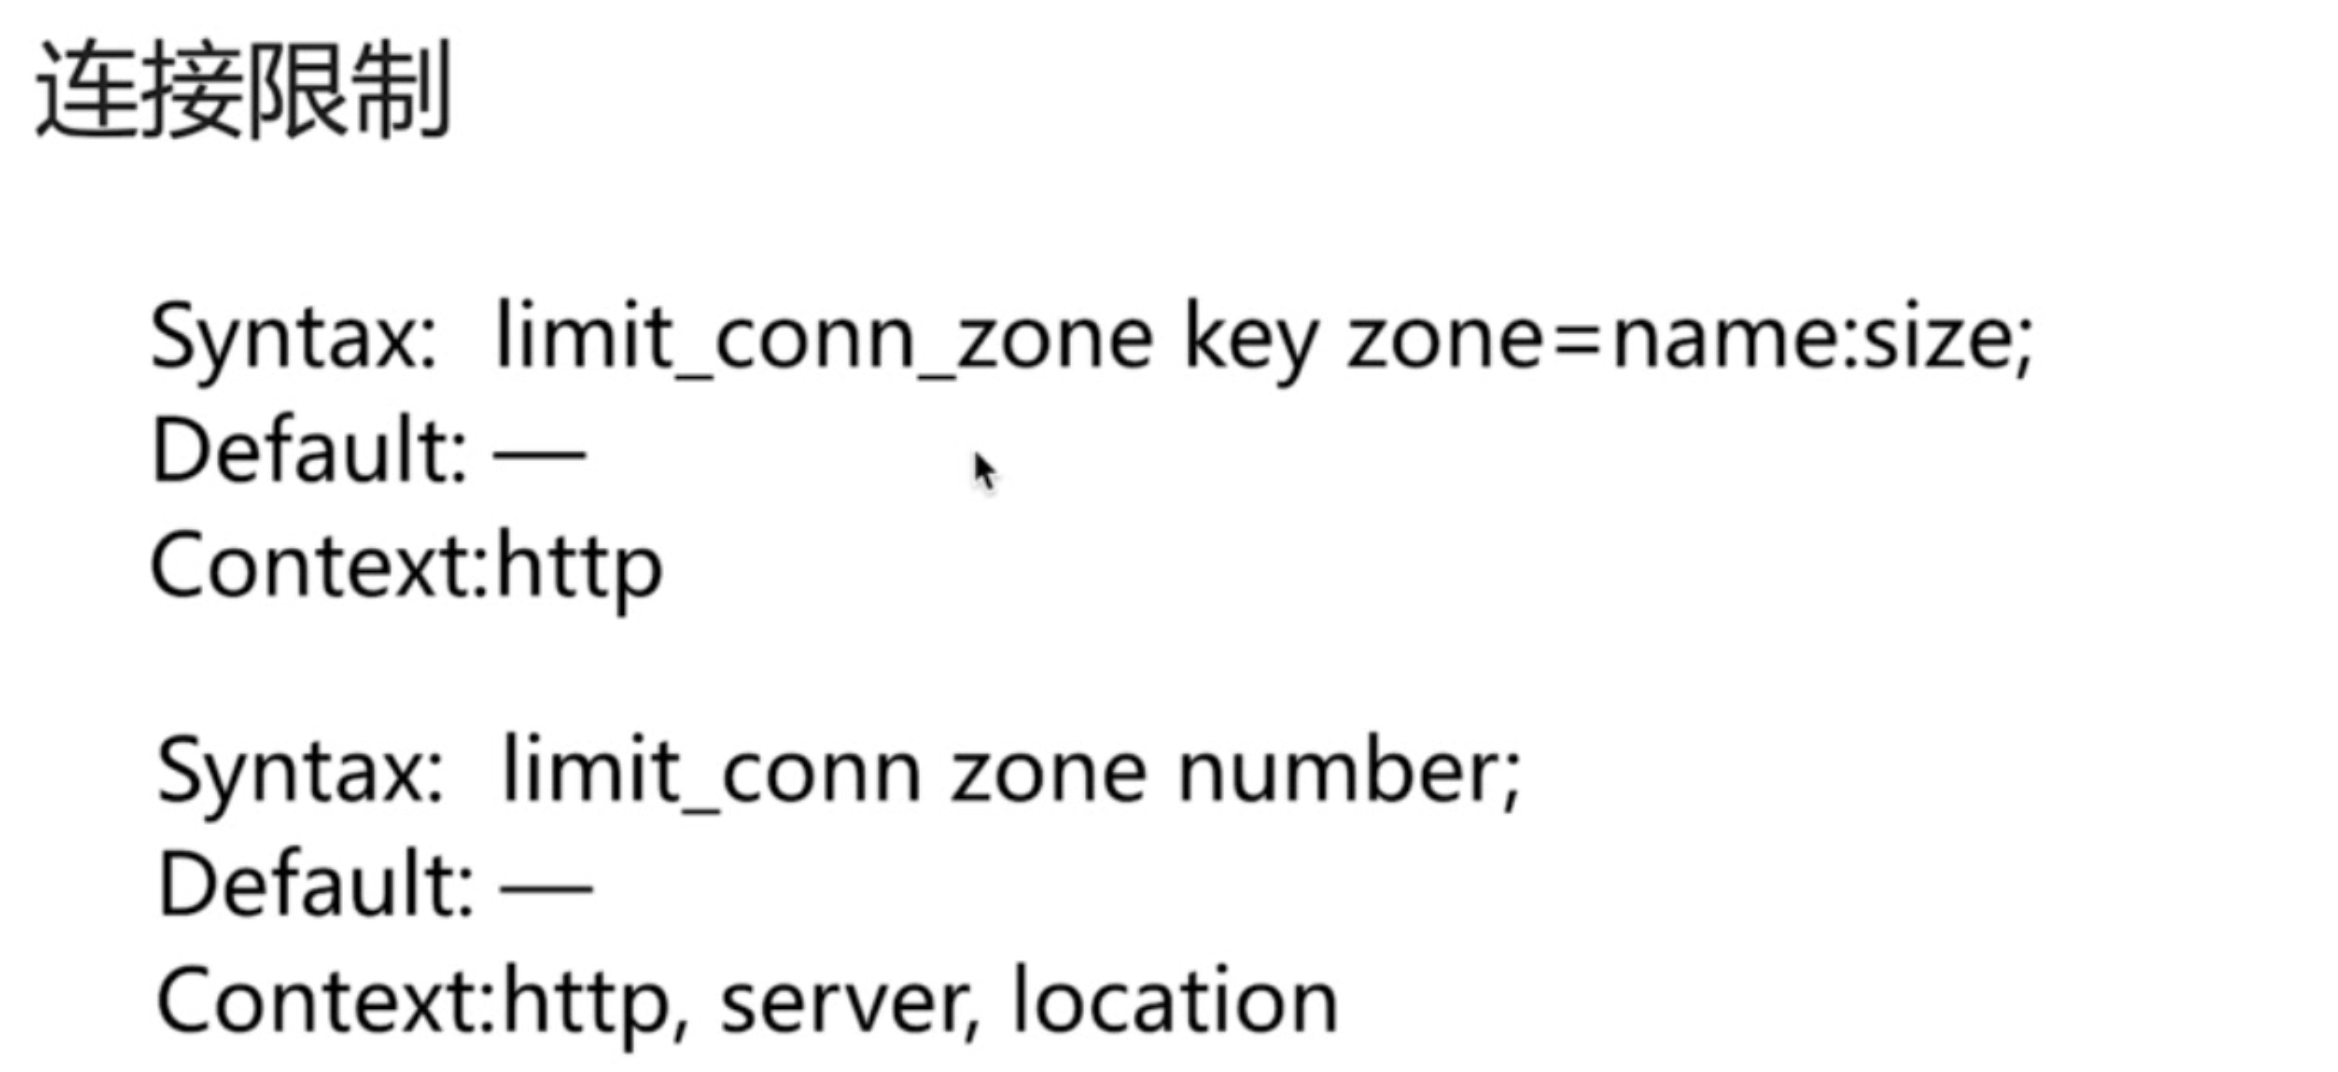 连接限制
Syntax: limit_conn_zone key zone=name:size;
Default: —
Context:http
Syntax: limit_conn zone number;
Default: —
Context:http, server, location